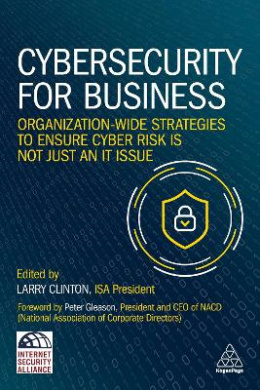 CYBERSECURITY
FOR BUSINESS
ORGANIZATION-WIDE STRATEGIES
TO ENSURE CYBER RISK IS
NOT JUST AN IT ISSUE
Edited by
LARRY CLINTON, ISA President
Foreword by Peter Gleason, President and CEO of NACD
(National Association of Corporate Directors)
INTERNET
SECURITY
ALLIANCE
KoganPage